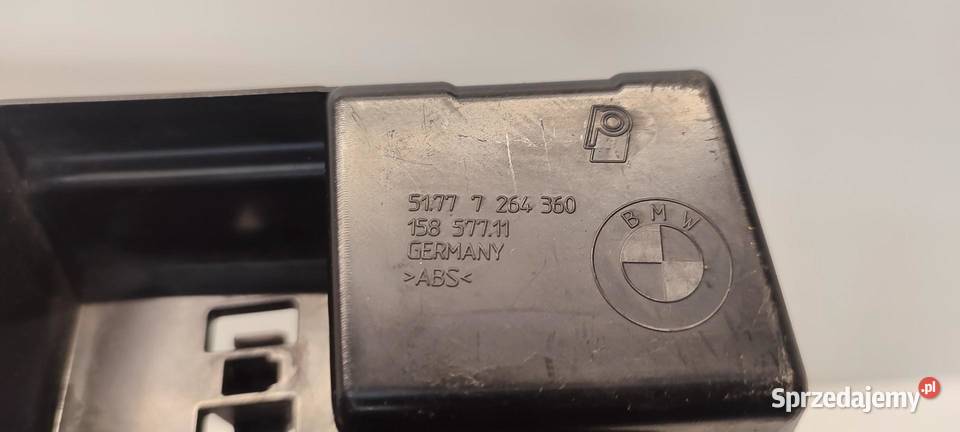 51.77 7 264 360
158 577.11
GERMANY
>ABS<
BMW
Sprzedajemy.pl